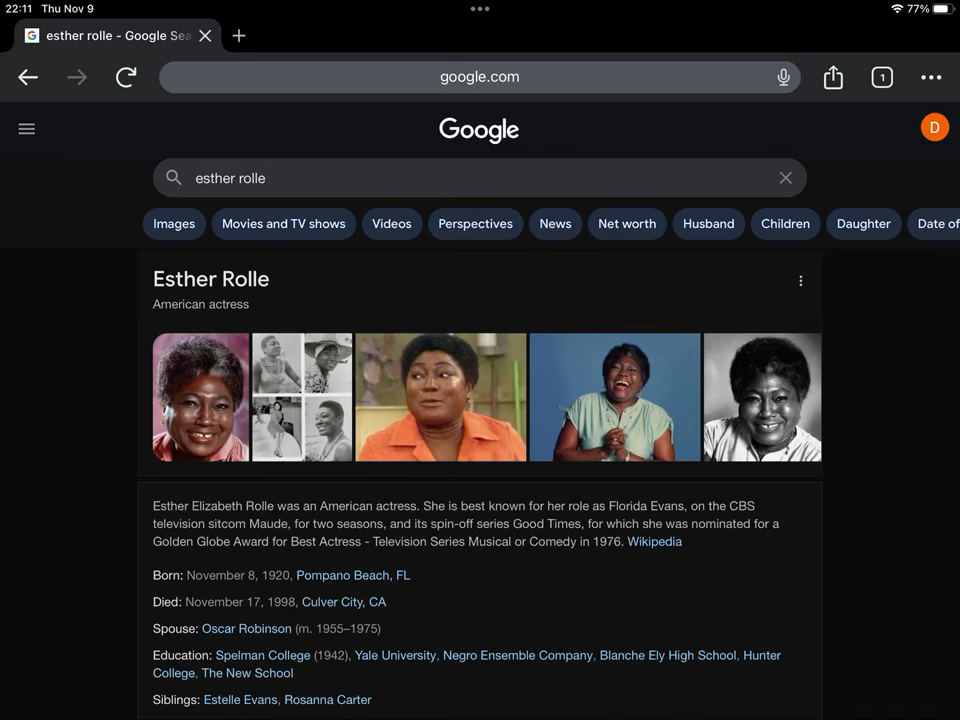 22:11 Thu Nov 9
77%
esther rolle - Google Sea
google.com
1
Google
D
esther rolle
Images Movies and TV shows Videos Perspectives News Net worth Husband Children Daughter Date of
Esther Rolle
American actress
Esther Elizabeth Rolle was an American actress. She is best known for her role as Florida Evans, on the CBS
television sitcom Maude, for two seasons, and its spin-off series Good Times, for which she was nominated for a
Golden Globe Award for Best Actress - Television Series Musical or Comedy in 1976. Wikipedia
Born: November 8, 1920, Pompano Beach, FL
Died: November 17, 1998, Culver City, CA
Spouse: Oscar Robinson (m. 1955–1975)
Education: Spelman College (1942), Yale University, Negro Ensemble Company, Blanche Ely High School, Hunter
College, The New School
Siblings: Estelle Evans, Rosanna Carter